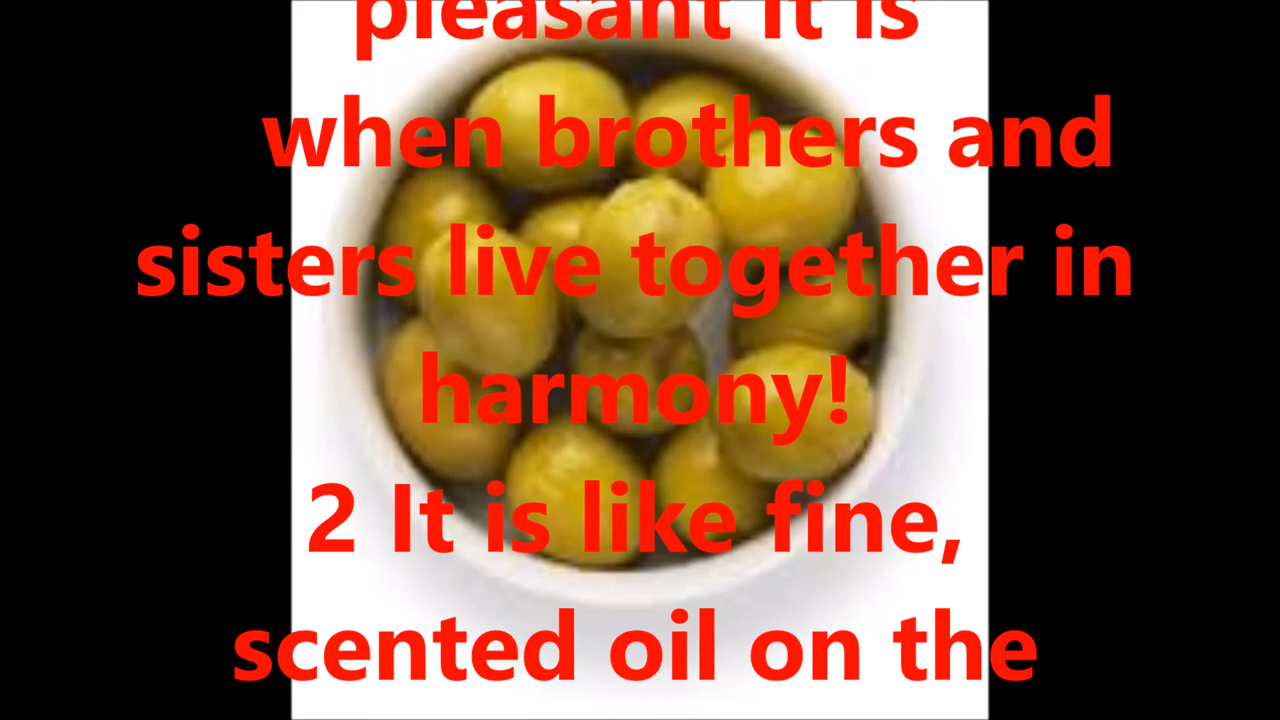 pleasant it is
when brothers and
sisters live together in
harmony!
2 It is like fine,
scented oil on the